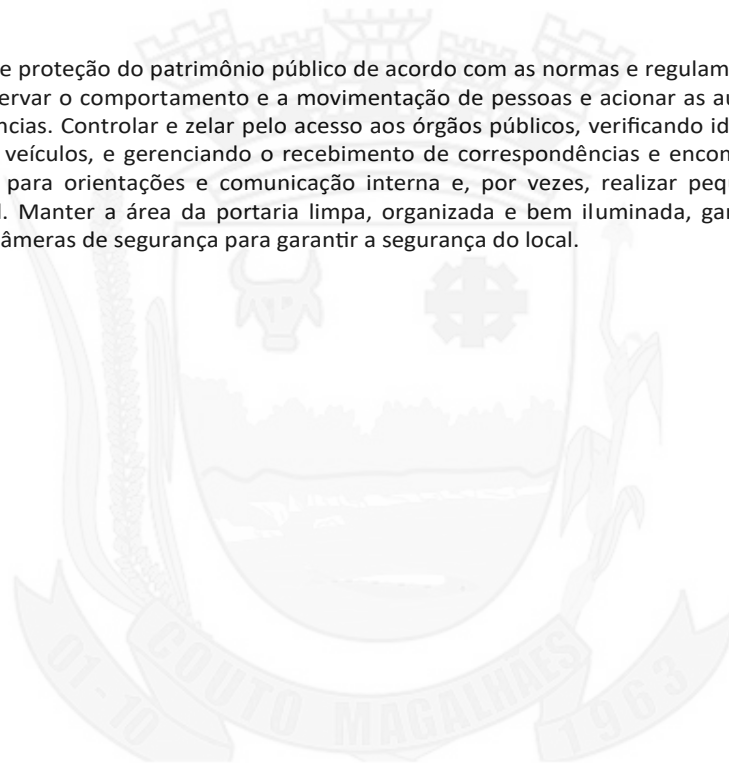 e proteção do patrimônio público de acordo com as normas e regulam
ervar o comportamento e a movimentação de pessoas e acionar as au
ncias. Controlar e zelar pelo acesso aos órgãos públicos, verificando id
veículos, e gerenciando o recebimento de correspondências e encon
para orientações e comunicação interna e, por vezes, realizar pequ
l. Manter a área da portaria limpa, organizada e bem iluminada, gar
âmeras de segurança para garantir a segurança do local.
01-10 COUTO MAGALHÃES 1963